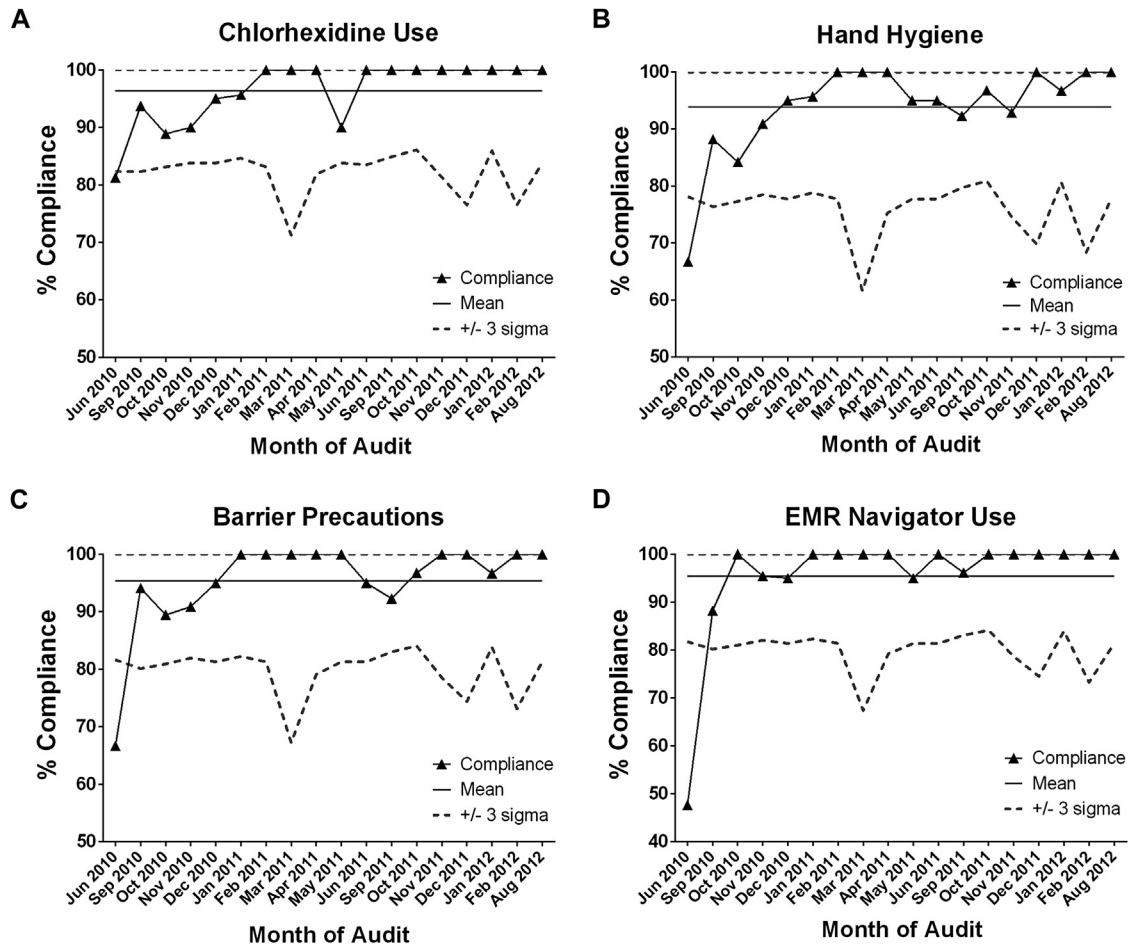 A
Chlorhexidine Use
% Compliance
100
90
80
70
60
50
Compliance
Mean
+/- 3 sigma
Jun 2010
Sep 2010
Oct 2010
Nov 2010
Dec 2010
Jan 2011
Feb 2011
Mar 2011
Apr 2011
May 2011
Jun 2011
Sep 2011
Oct 2011
Nov 2011
Dec 2011
Jan 2012
Feb 2012
Aug 2012
Month of Audit
B
Hand Hygiene
% Compliance
100
90
80
70
60
50
Compliance
Mean
+/- 3 sigma
Jun 2010
Sep 2010
Oct 2010
Nov 2010
Dec 2010
Jan 2011
Feb 2011
Mar 2011
Apr 2011
May 2011
Jun 2011
Sep 2011
Oct 2011
Nov 2011
Dec 2011
Jan 2012
Feb 2012
Aug 2012
Month of Audit
C
Barrier Precautions
% Compliance
100
90
80
70
60
50
Compliance
Mean
+/- 3 sigma
Jun 2010
Sep 2010
Oct 2010
Nov 2010
Dec 2010
Jan 2011
Feb 2011
Mar 2011
Apr 2011
May 2011
Jun 2011
Sep 2011
Oct 2011
Nov 2011
Dec 2011
Jan 2012
Feb 2012
Aug 2012
Month of Audit
D
EMR Navigator Use
% Compliance
100
90
80
70
60
50
40
Compliance
Mean
+/- 3 sigma
Jun 2010
Sep 2010
Oct 2010
Nov 2010
Dec 2010
Jan 2011
Feb 2011
Mar 2011
Apr 2011
May 2011
Jun 2011
Sep 2011
Oct 2011
Nov 2011
Dec 2011
Jan 2012
Feb 2012
Aug 2012
Month of Audit